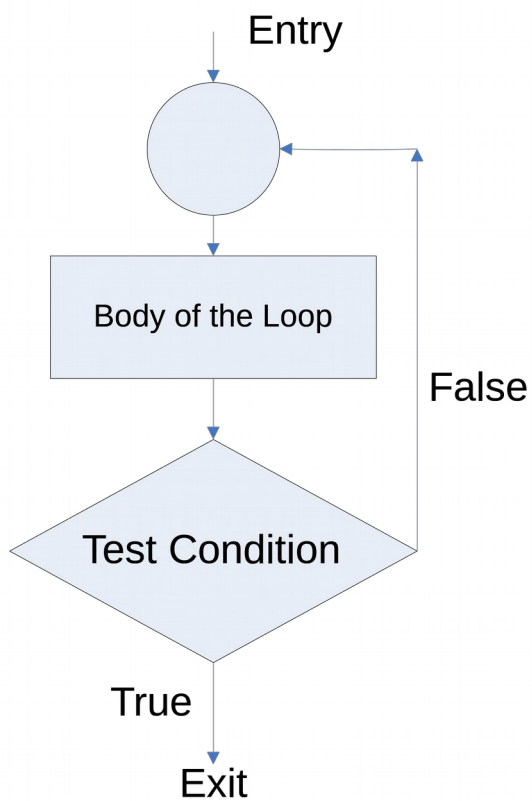 Entry
Body of the Loop
False
Test Condition
True
Exit